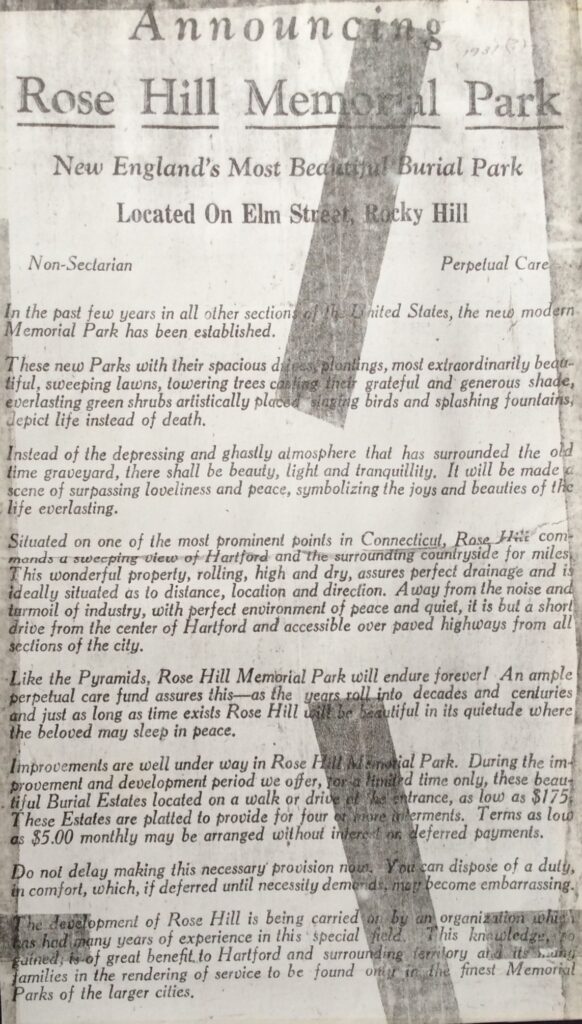 Announcing
Rose Hill Memorial Park
New England's Most Beautiful Burial Park
Located On Elm Street, Rocky Hill
Non-Sectarian Perpetual Care
In the past few years in all other sections of the United States, the new modern
Memorial Park has been established.
These new Parks with their spacious drives, plantings, most extraordinarily beau-
tiful, sweeping lawns, towering trees casting their grateful and generous shade,
everlasting green shrubs artistically placed singing birds and splashing fountains,
depict life instead of death.
Instead of the depressing and ghastly atmosphere that has surrounded the old
time graveyard, there shall be beauty, light and tranquillity. It will be made a
scene of surpassing loveliness and peace, symbolizing the joys and beauties of the
life everlasting.
Situated on one of the most prominent points in Connecticut, Rose Hill com-
mands a sweeping view of Hartford and the surrounding countryside for miles.
This wonderful property, rolling, high and dry, assures perfect drainage and is
ideally situated as to distance, location and direction. Away from the noise and
turmoil of industry, with perfect environment of peace and quiet, it is but a short
drive from the center of Hartford and accessible over paved highways from all
sections of the city.
Like the Pyramids, Rose Hill Memorial Park will endure forever! An ample
perpetual care fund assures this—as the years roll into decades and centuries
and just as long as time exists Rose Hill will be beautiful in its quietude where
the beloved may sleep in peace.
Improvements are well under way in Rose Hill Memorial Park. During the im-
provement and development period we offer, for a limited time only, these beau-
tiful Burial Estates located on a walk or drive at the entrance, as low as $175.
These Estates are platted to provide for four or more interments. Terms as low
as $5.00 monthly may be arranged without interest on deferred payments.
Do not delay making this necessary provision now. You can dispose of a duty,
in comfort, which, if deferred until necessity demands, may become embarrassing.
The development of Rose Hill is being carried on by an organization which
has had many years of experience in this special field. This knowledge, so
gained, is of great benefit to Hartford and surrounding territory and its many
families in the rendering of service to be found only in the finest Memorial
Parks of the larger cities.